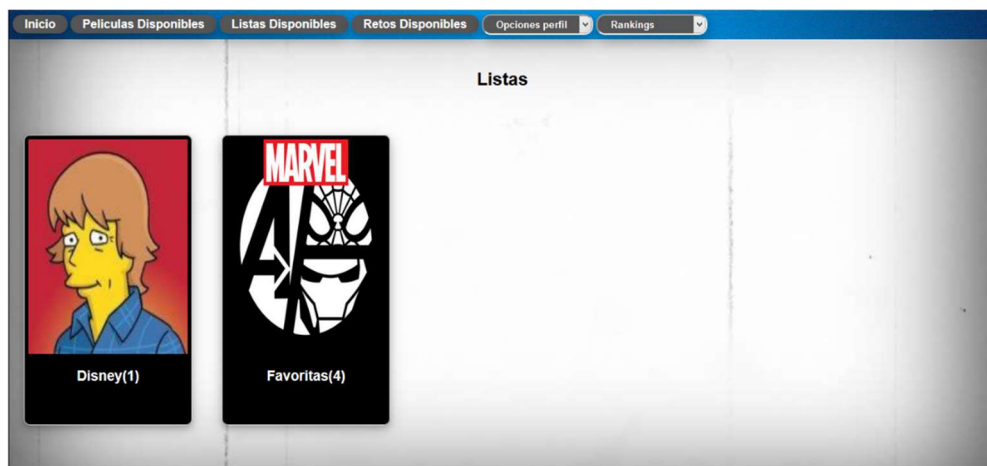 Inicio Peliculas Disponibles Listas Disponibles Retos Disponibles Opciones perfil Rankings
Listas
MARVEL
Disney(1) Favoritas(4)